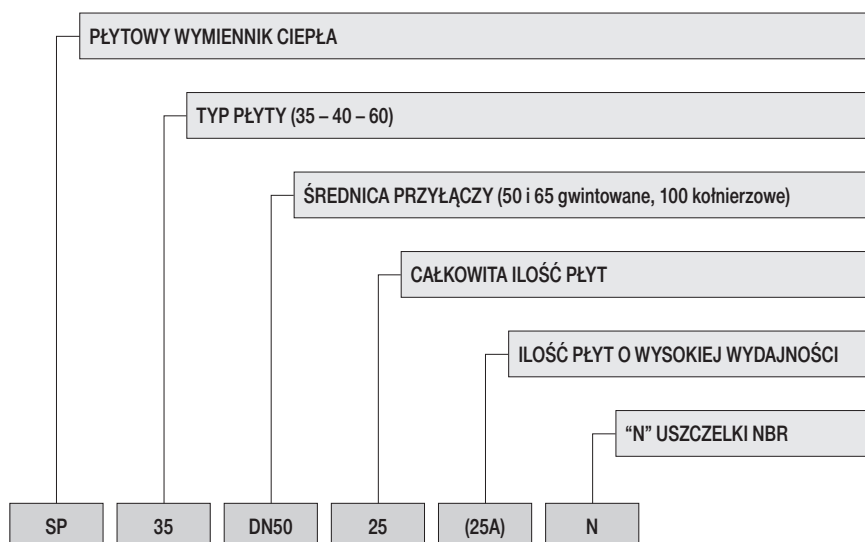 PŁYTOWY WYMIENNIK CIEPŁA
TYP PŁYTY (35 – 40 – 60)
ŚREDNICA PRZYŁĄCZY (50 i 65 gwintowane, 100 kołnierzowe)
CAŁKOWITA ILOŚĆ PŁYT
ILOŚĆ PŁYT O WYSOKIEJ WYDAJNOŚCI
“N” USZCZELKI NBR
SP 35 DN50 25 (25A) N